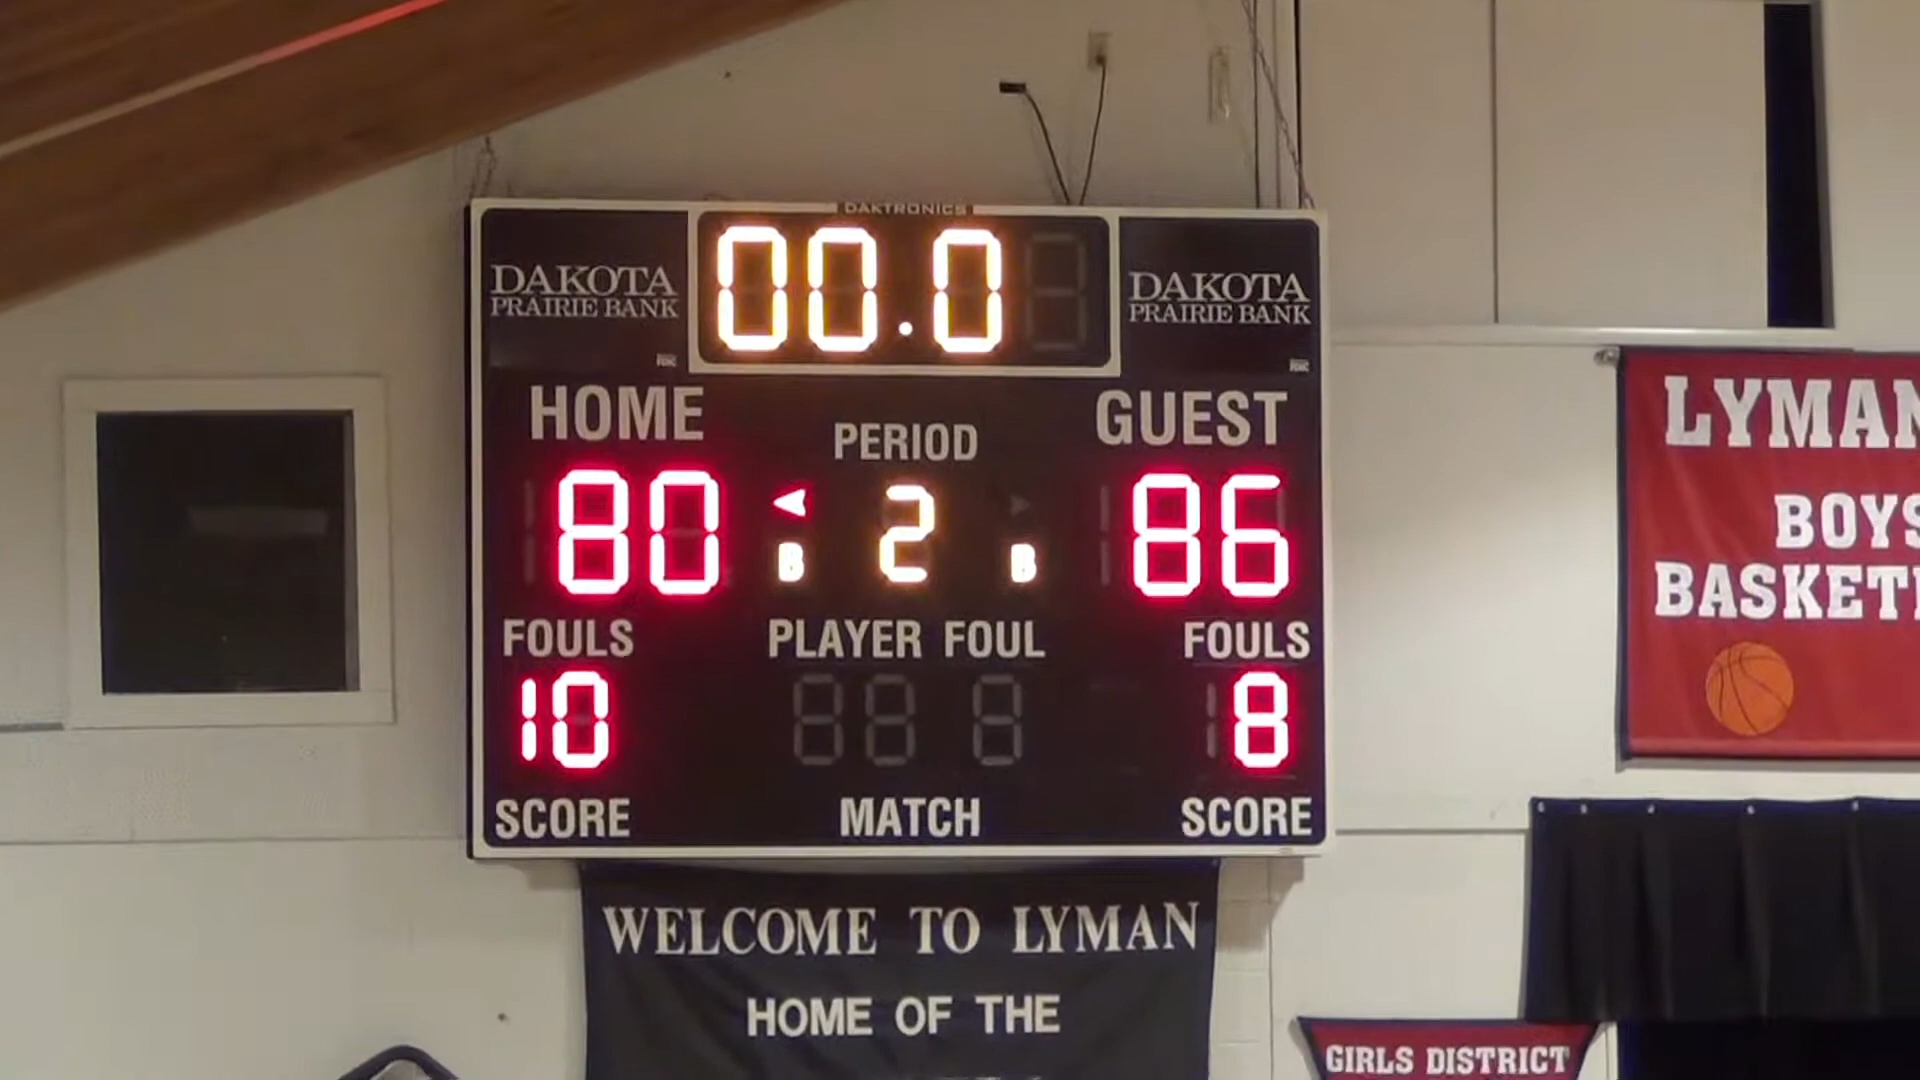 DAKTRONICS
DAKOTA
PRAIRIE BANK
00.0
DAKOTA
PRAIRIE BANK
HOME
PERIOD
GUEST
80
2
86
B
B
FOULS
PLAYER FOUL
FOULS
10
8
SCORE
MATCH
SCORE
WELCOME TO LYMAN
HOME OF THE
LYMAN
BOYS
BASKET
GIRLS DISTRICT